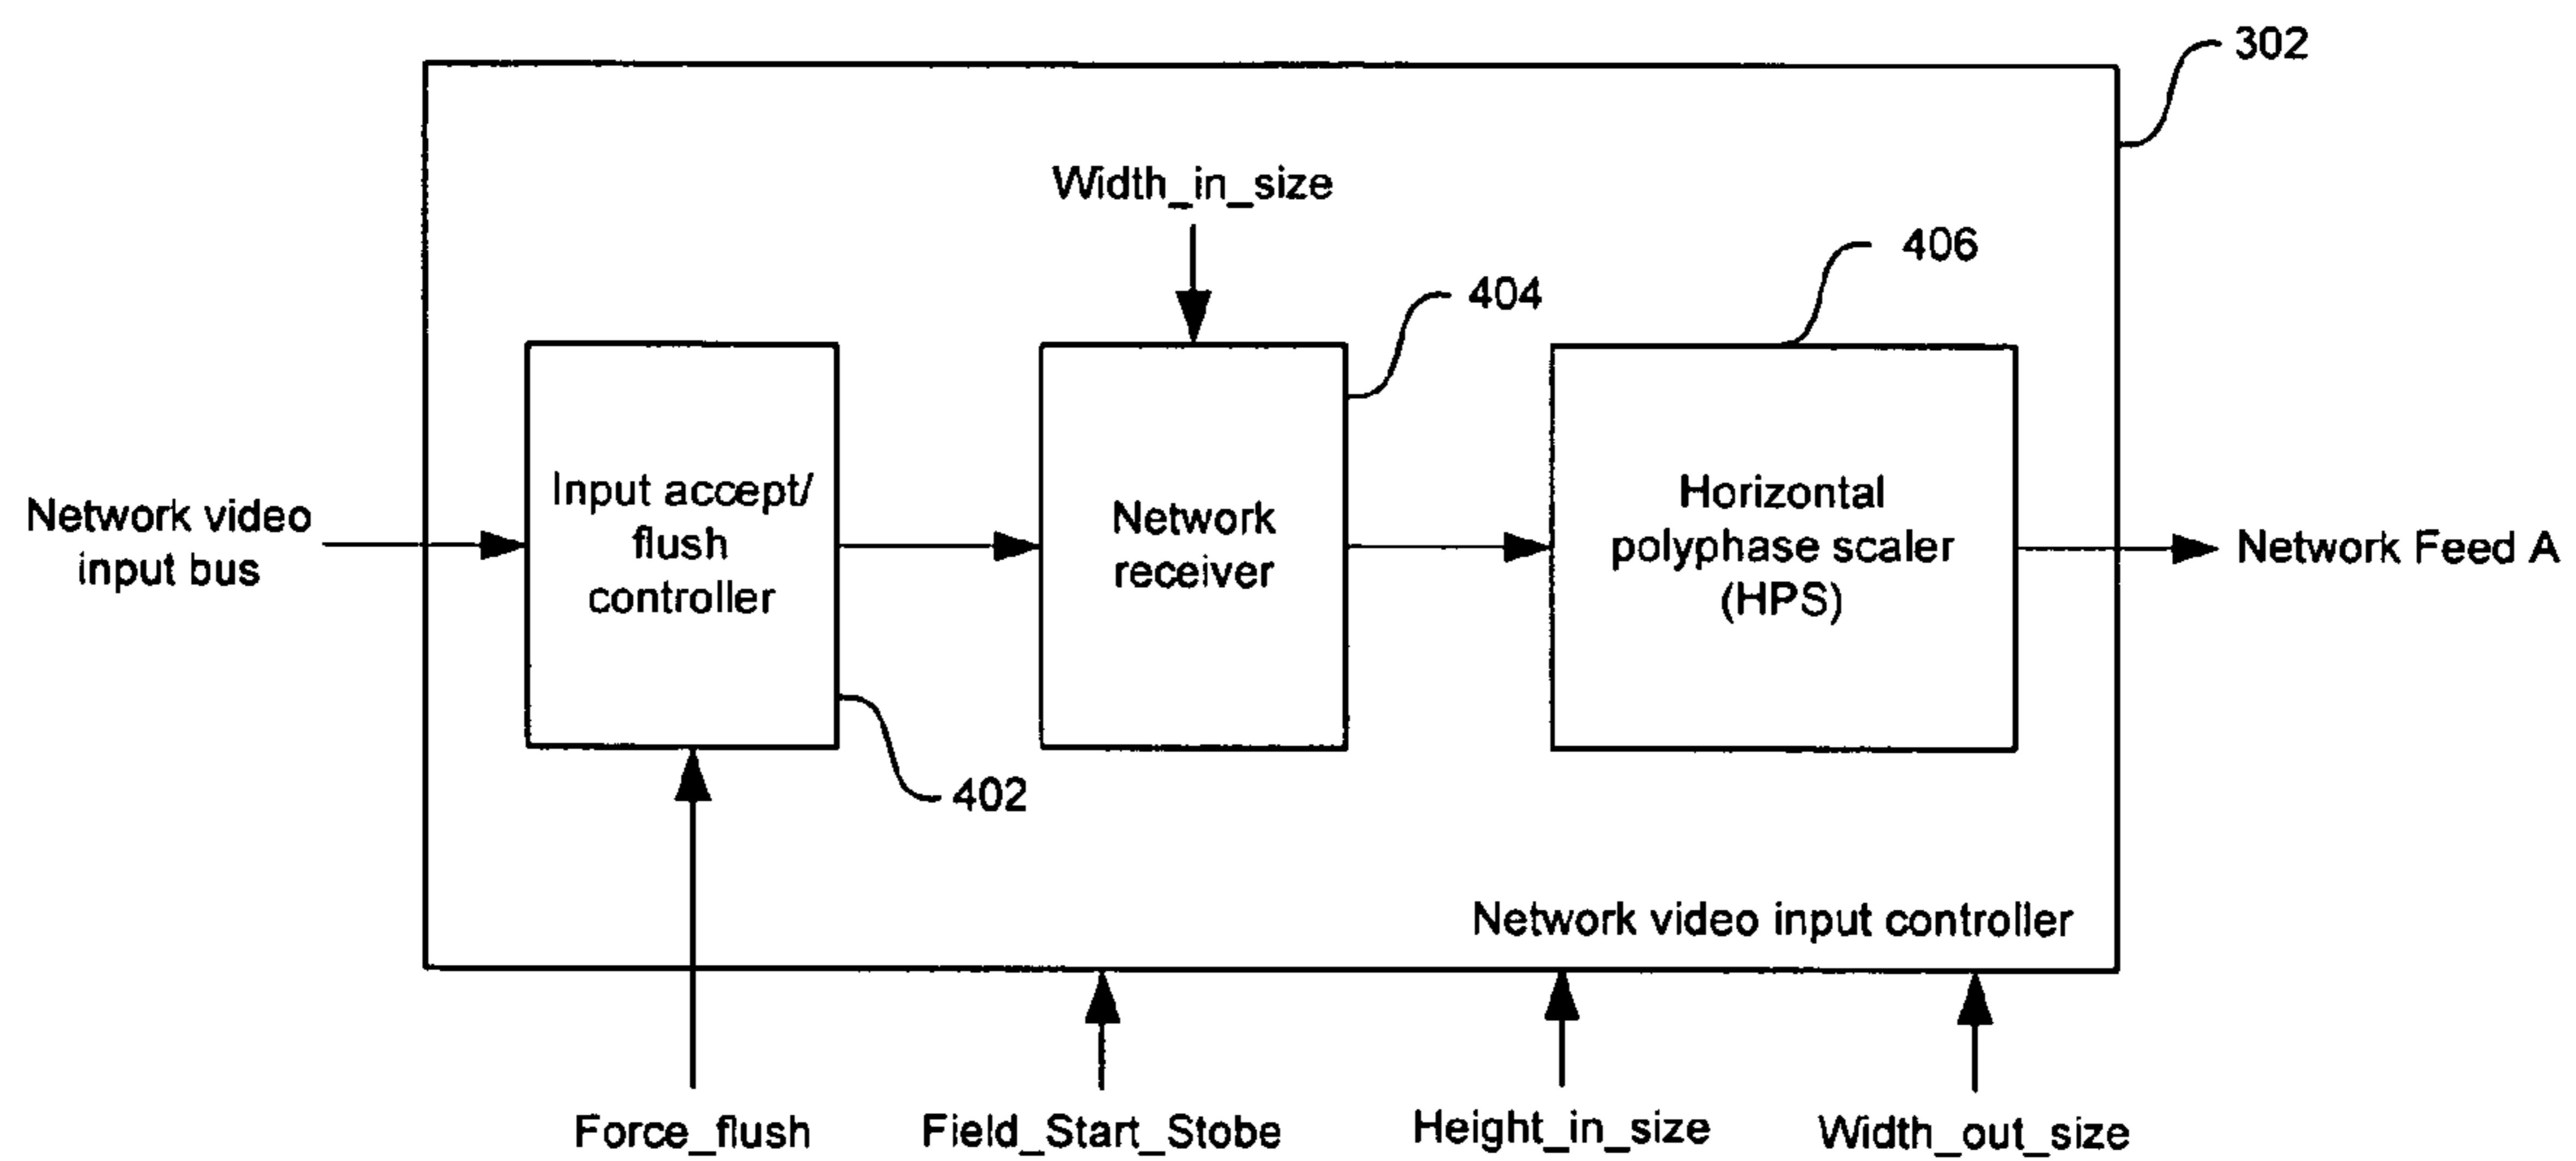 302
Width_in_size
406
404
Network video
input bus
Input accept/
flush
controller
Network
receiver
Horizontal
polyphase scaler
(HPS)
Network Feed A
402
Network video input controller
Force_flush
Field_Start_Stobe
Height_in_size
Width_out_size